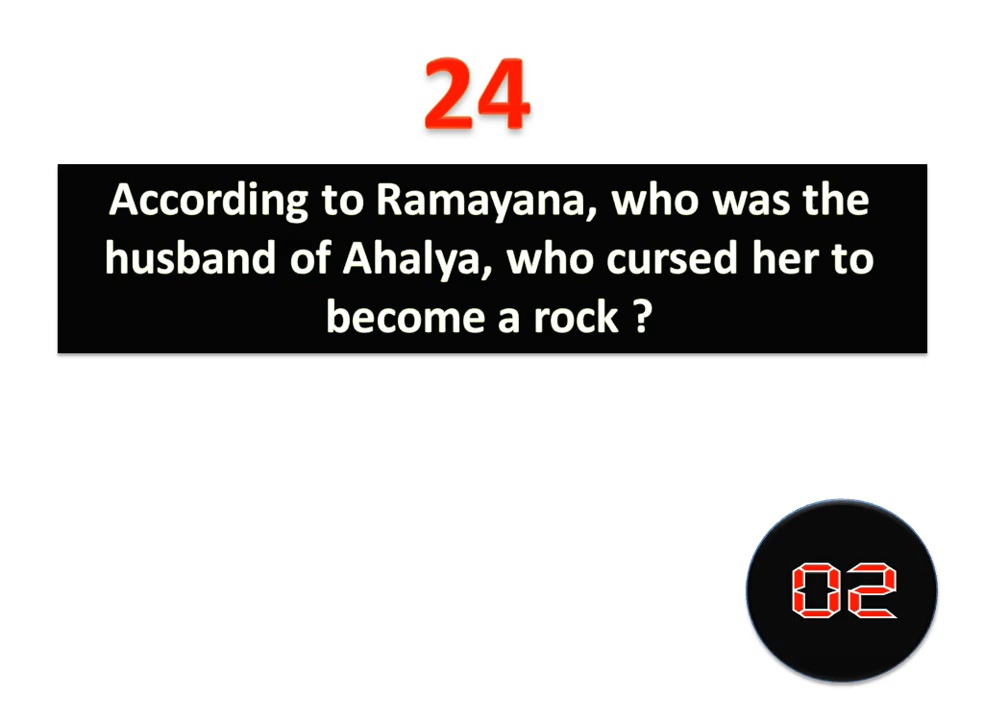 24
According to Ramayana, who was the
husband of Ahalya, who cursed her to
become a rock ?
02